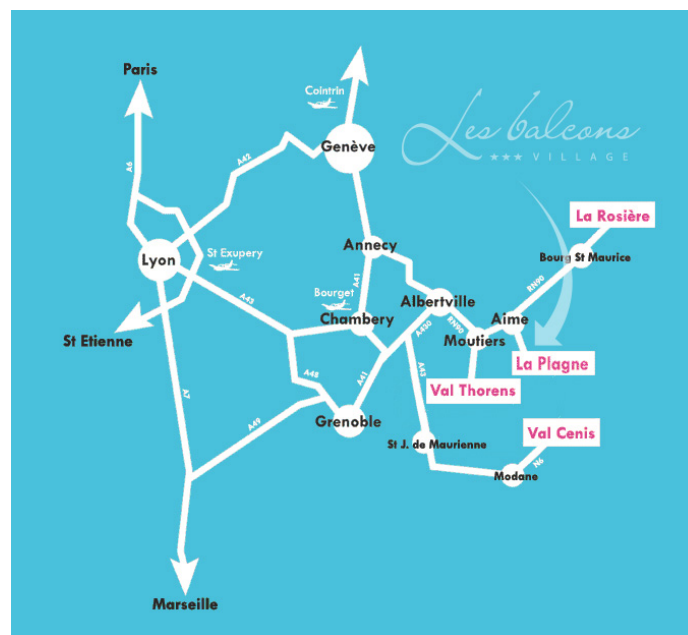 Paris
Cointrin
Les balcons
*** VILLAGE
A6
A42
Genève
La Rosière
Annecy
St Exupery
Lyon
Bourg St Maurice
A41
RN90
Bourget
Albertville
A43
Chambery
A430
RN90
Aime
St Etienne
Moutiers
La Plagne
A48
A41
A43
Val Thorens
A7
A49
Grenoble
Val Cenis
St J. de Maurienne
N6
Modane
Marseille